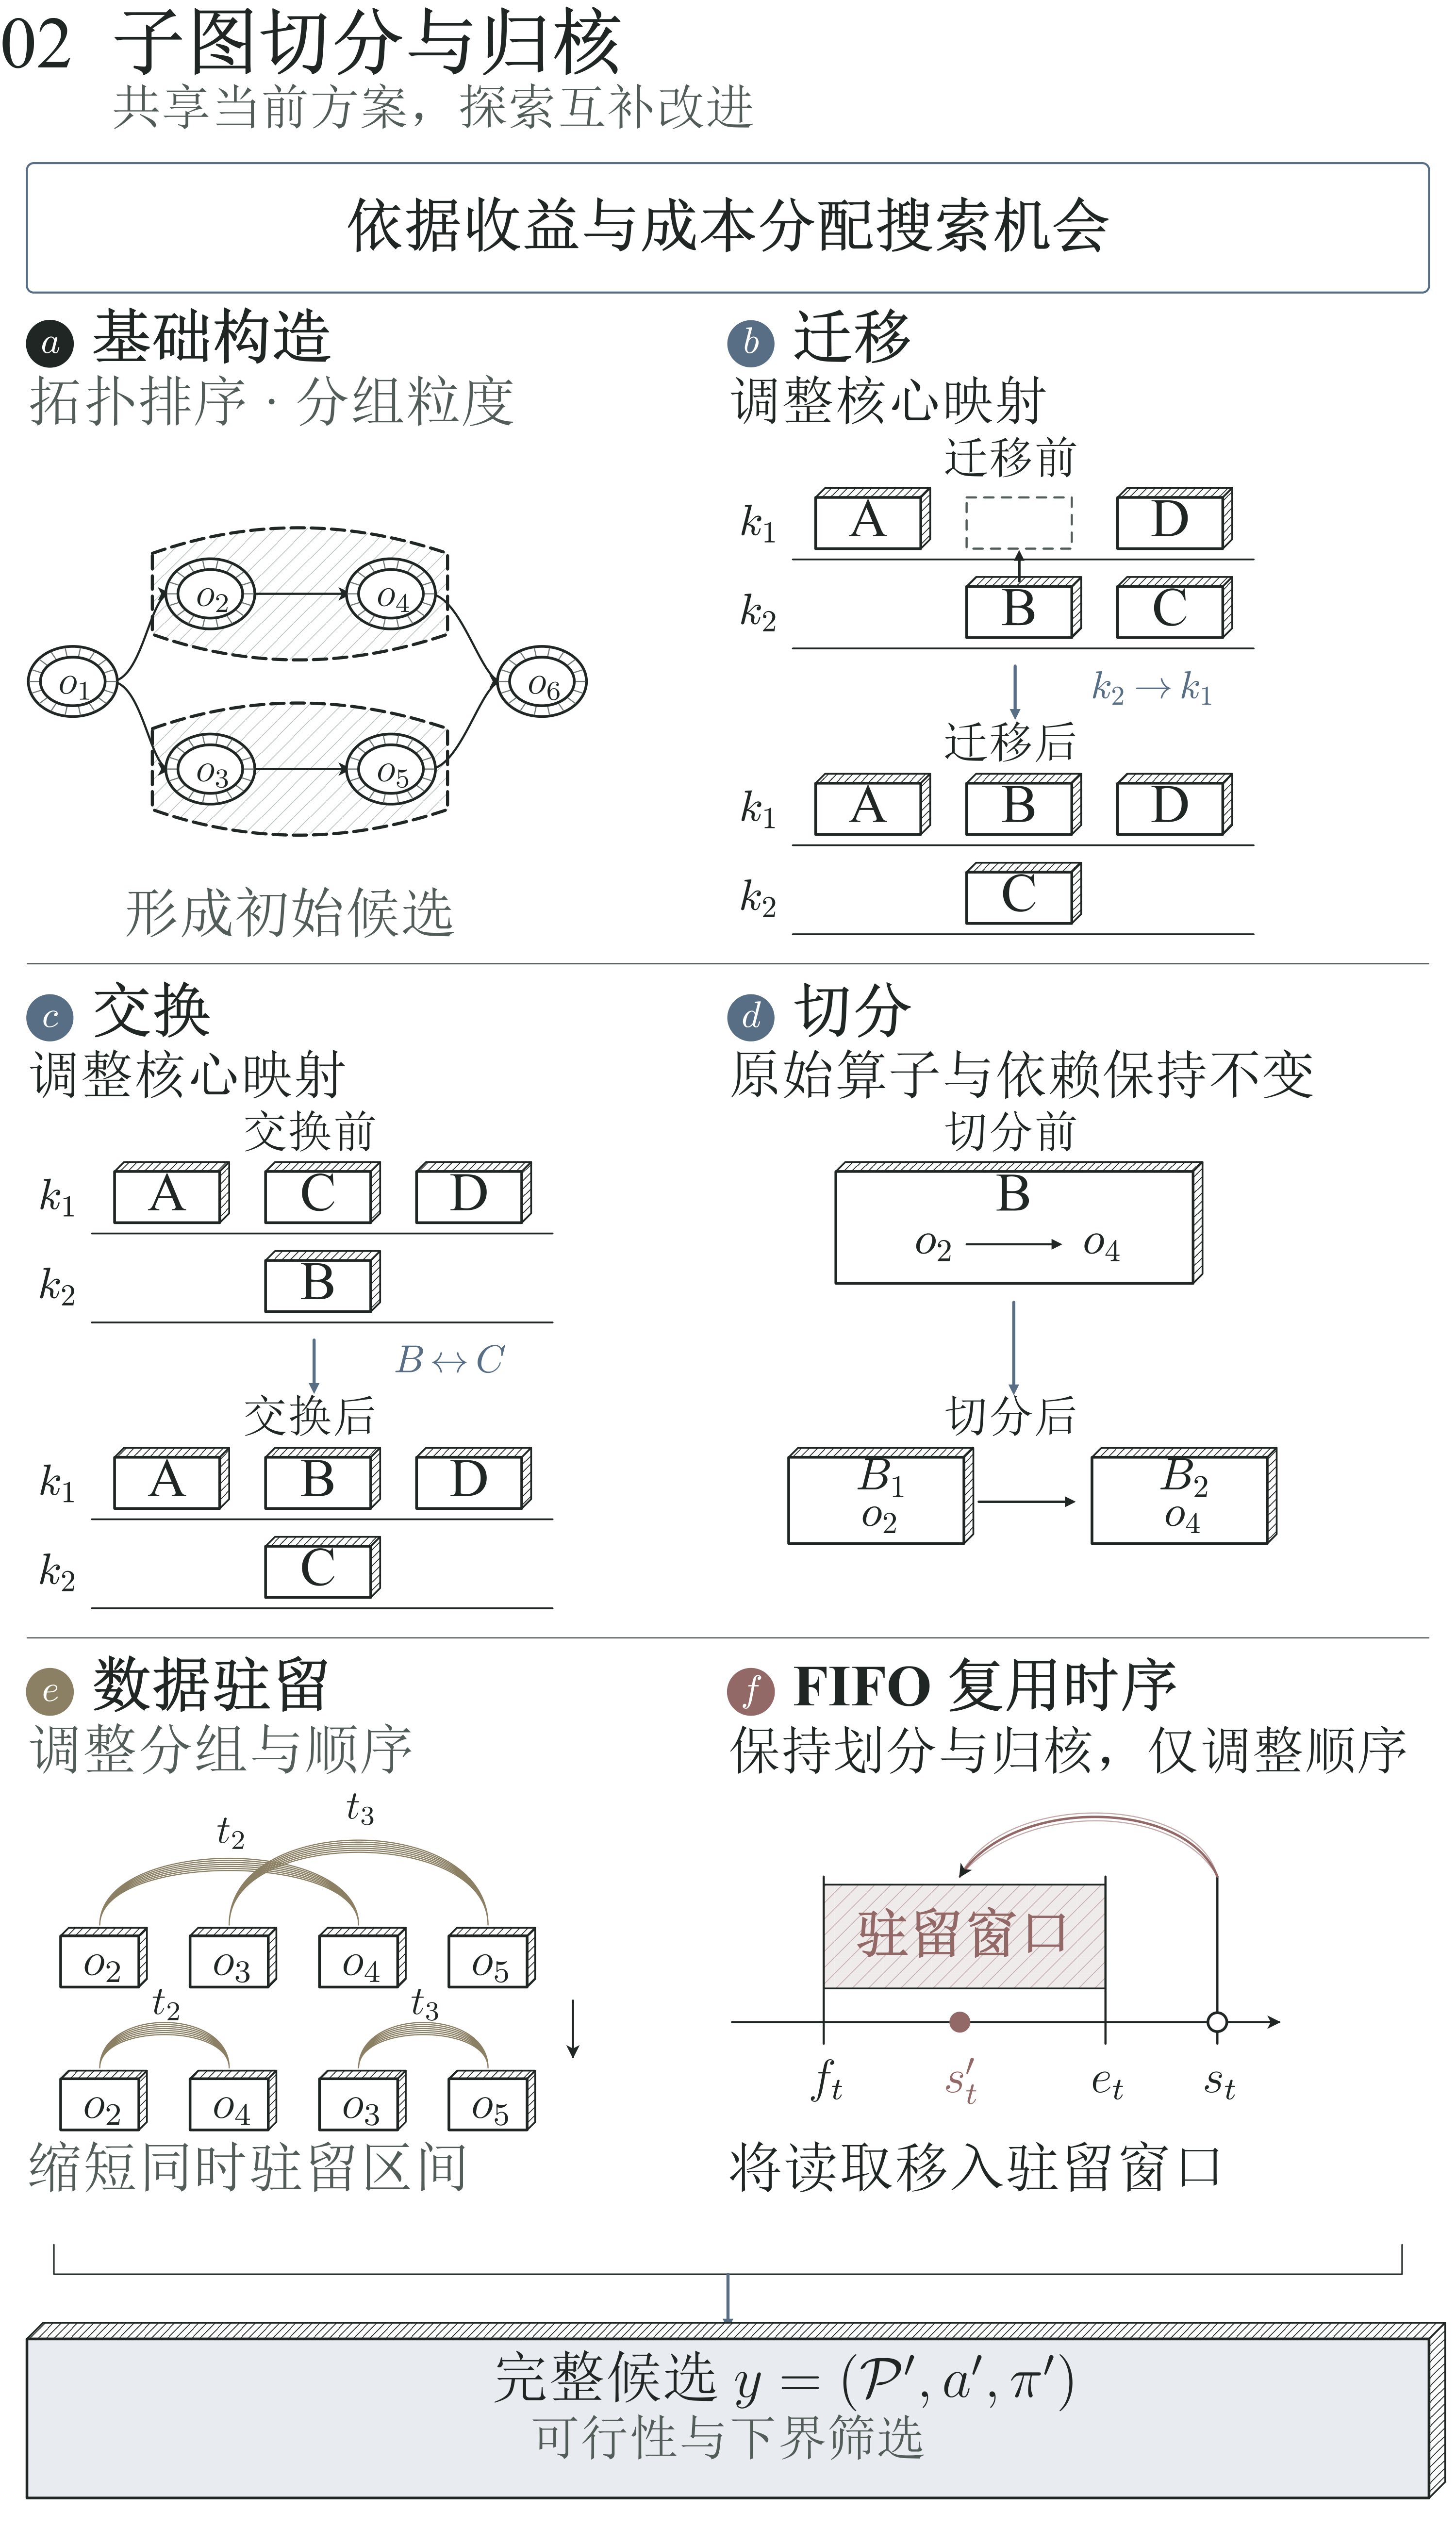 02 子图切分与归核
共享当前方案，探索互补改进
依据收益与成本分配搜索机会
a 基础构造
拓扑排序 · 分组粒度
o₂ o₄
o₁ o₆
o₃ o₅
形成初始候选
b 迁移
调整核心映射
迁移前
k₁ A D
k₂ B C
k₂ → k₁
迁移后
k₁ A B D
k₂ C
c 交换
调整核心映射
交换前
k₁ A C D
k₂ B
B ↔ C
交换后
k₁ A B D
k₂ C
d 切分
原始算子与依赖保持不变
切分前
B
o₂ o₄
切分后
B₁ B₂
o₂ o₄
e 数据驻留
调整分组与顺序
t₂ t₃
o₂ o₃ o₄ o₅
t₂ t₃
o₂ o₄ o₃ o₅
缩短同时驻留区间
f FIFO 复用时序
保持划分与归核，仅调整顺序
驻留窗口
fₜ s′ₜ eₜ sₜ
将读取移入驻留窗口
完整候选 y = (𝒫′, a′, π′)
可行性与下界筛选